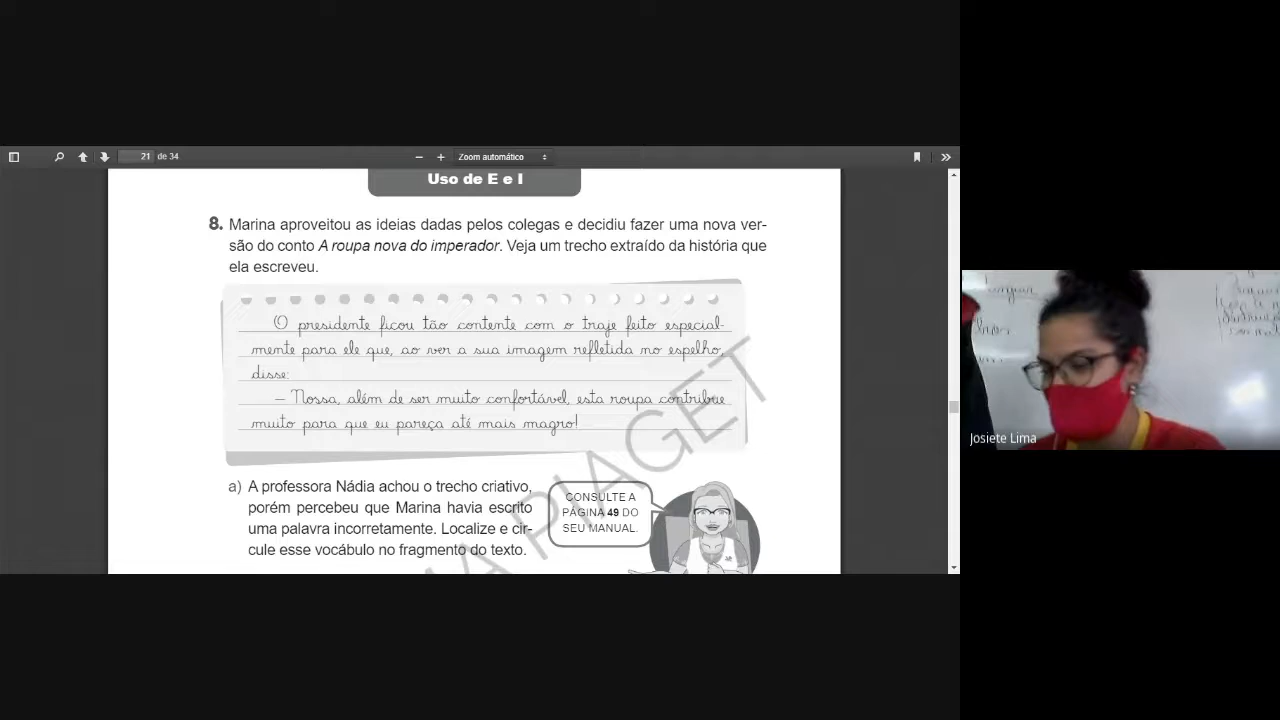 21 de 34
Zoom automático
Uso de E e I
8. Marina aproveitou as ideias dadas pelos colegas e decidiu fazer uma nova ver-
são do conto A roupa nova do imperador. Veja um trecho extraído da história que
ela escreveu.
O presidente ficou tão contente com o traje feito especial-
mente para ele que, ao ver a sua imagem refletida no espelho,
disse:
– Nossa, além de ser muito confortável, esta roupa contribue
muito para que eu pareça até mais magro!
a) A professora Nádia achou o trecho criativo,
porém percebeu que Marina havia escrito
uma palavra incorretamente. Localize e cir-
cule esse vocábulo no fragmento do texto.
CONSULTE A
PÁGINA 49 DO
SEU MANUAL.
PIAGET
Josiete Lima